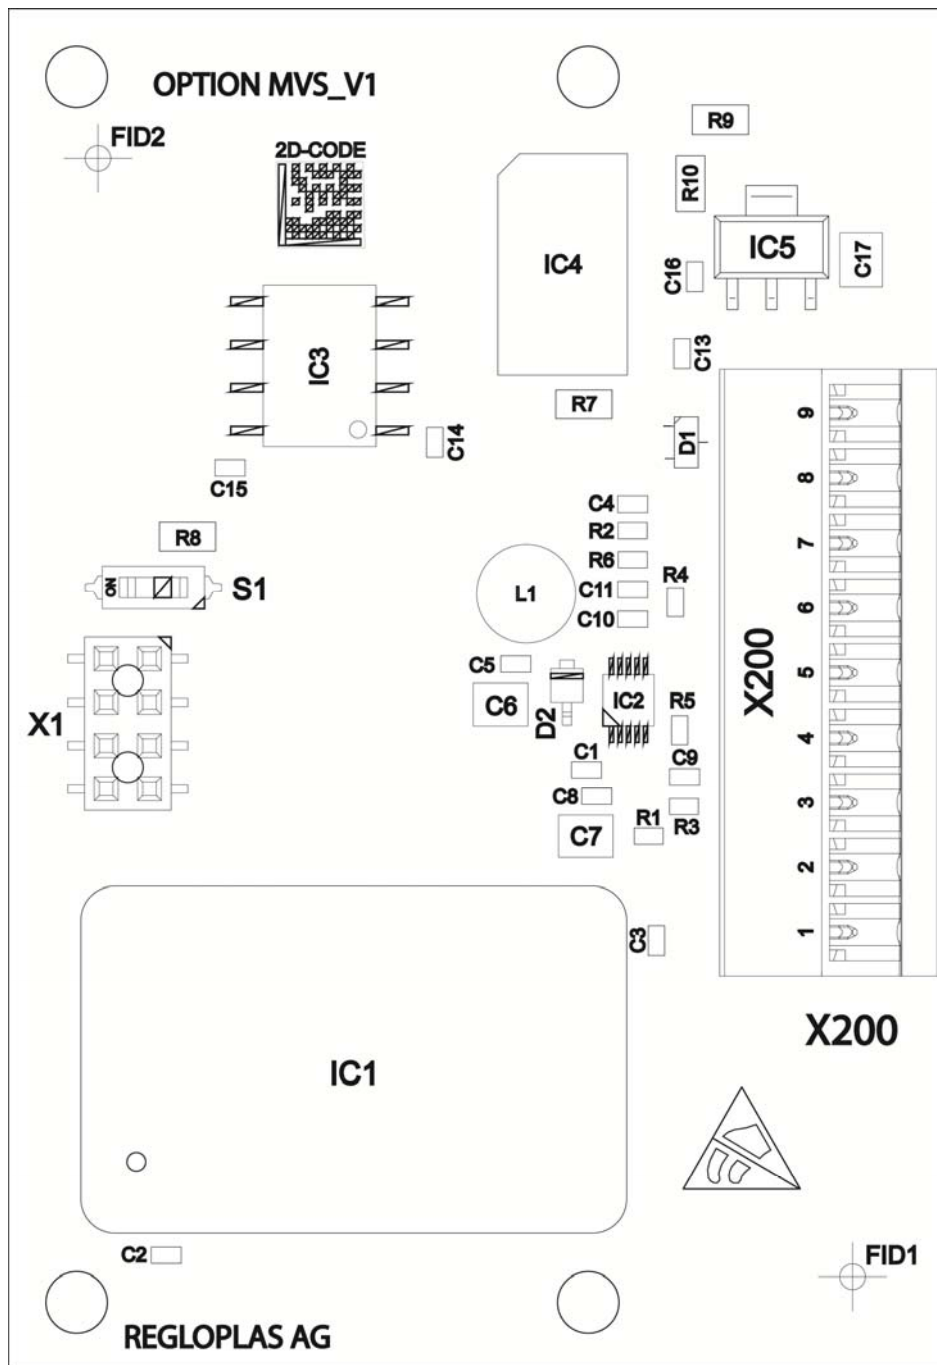 OPTION MVS_V1
R9
FID2
2D-CODE
R10
IC5
IC4
C17
C16
IC3
C13
R7
9
D1
C14
8
C15
C4
R2
R8
7
R6
ON
S1
L1
C11
R4
C10
6
X200
C5
5
X1
C6
D2
IC2
R5
4
C1
C9
C8
3
C7
R1
R3
2
C3
1
X200
IC1
C2
FID1
REGLOPLAS AG